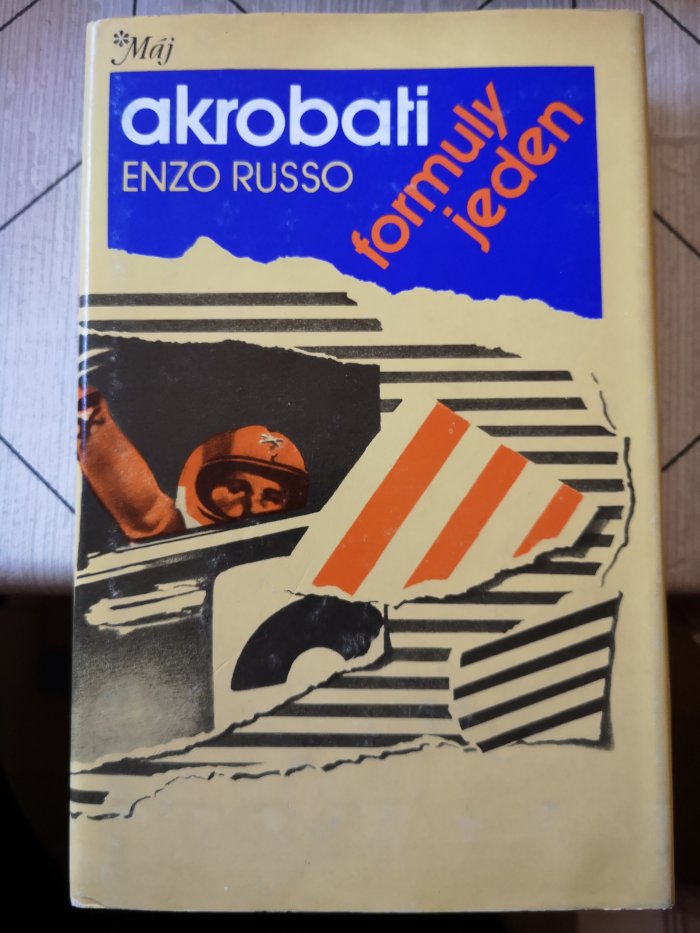 *Máj
akrobati
formuly
jeden
ENZO RUSSO